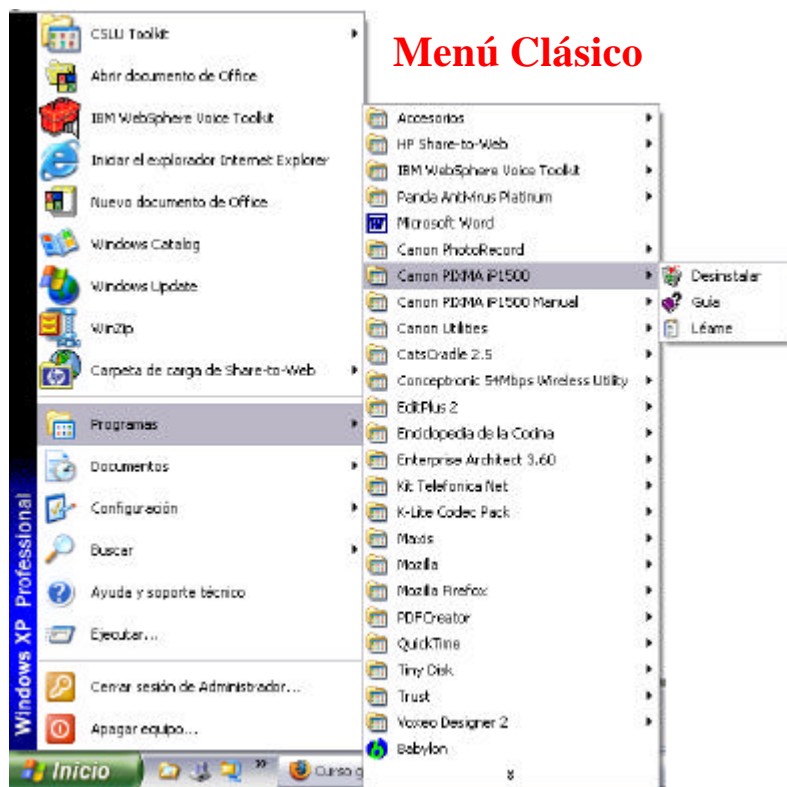 Menú Clásico
CSLU Toolkit
Abrir documento de Office
IBM WebSphere Voice Toolkit
Iniciar el explorador Internet Explorer
Nuevo documento de Office
Windows Catalog
Windows Update
WinZip
Carpeta de carga de Share-to-Web
Programas
Documentos
Configuración
Buscar
Ayuda y soporte técnico
Ejecutar...
Cerrar sesión de Administrador...
Apagar equipo...
Windows XP Professional
Accesorios
HP Share-to-Web
IBM WebSphere Voice Toolkit
Panda Antivirus Platinum
Microsoft Word
Canon PhotoRecord
Canon PIXMA iP1500
Canon PIXMA iP1500 Manual
Canon Utilities
CatsCradle 2.5
Conceptronic 54Mbps Wireless Utility
EditPlus 2
Enciclopedia de la Cocina
Enterprise Architect 3.60
Kit Telefonica Net
K-Lite Codec Pack
Maxis
Mozilla
Mozilla Firefox
PDFCreator
QuickTime
Tiny Disk
Trust
Voxeo Designer 2
Babylon
Desinstalar
Guía
Léame
Inicio
Curso g